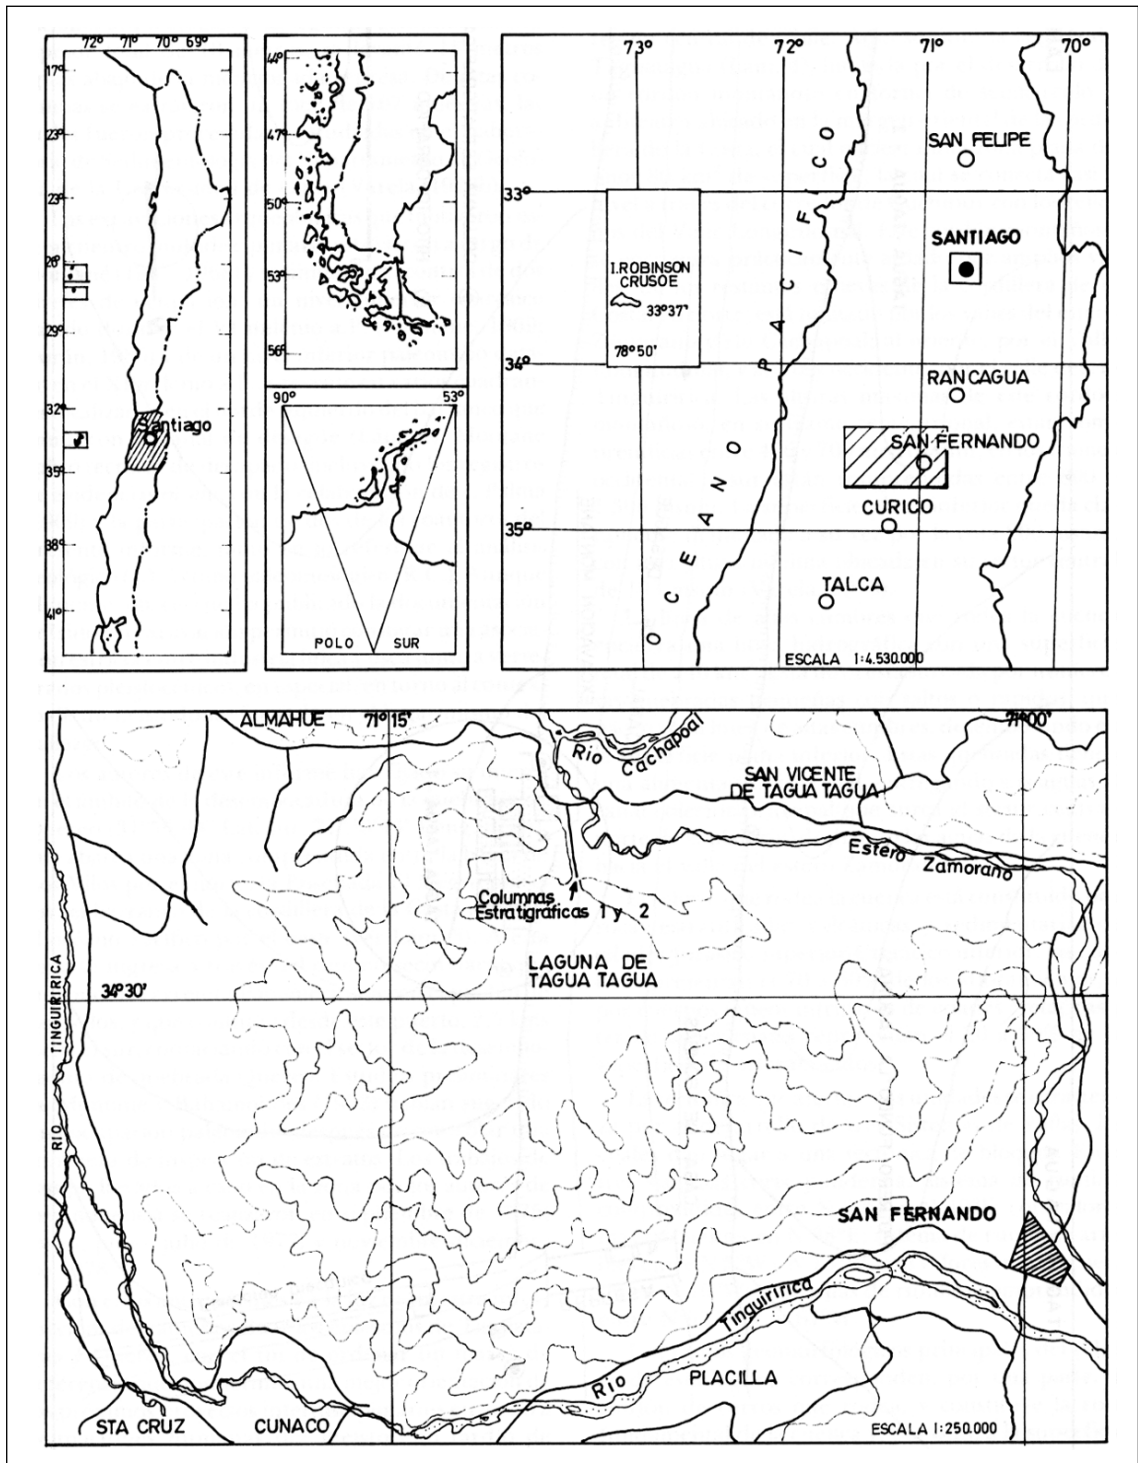 72° 71° 70° 69°
17°
23°
23°
26°
29°
32°
Santiago
35°
38°
41°
44°
47°
50°
53°
56°
90° 53°
POLO SUR
73° 72° 71° 70°
SAN FELIPE
33°
SANTIAGO
I. ROBINSON
CRUSOE
33°37'
78°50'
34°
RANCAGUA
SAN FERNANDO
CURICO
35°
TALCA
OCEANO PACIFICO
ESCALA 1:4.530.000
ALMAHUE 71°15' 71°00'
Río Cachapoal
SAN VICENTE
DE TAGUA TAGUA
Estero Zamorano
Columnas
Estratigráficas 1 y 2
LAGUNA DE
TAGUA TAGUA
34°30'
RIO TINGUIRIRICA
SAN FERNANDO
Río Tinguiririca
PLACILLA
STA CRUZ CUNACO
ESCALA 1:250.000